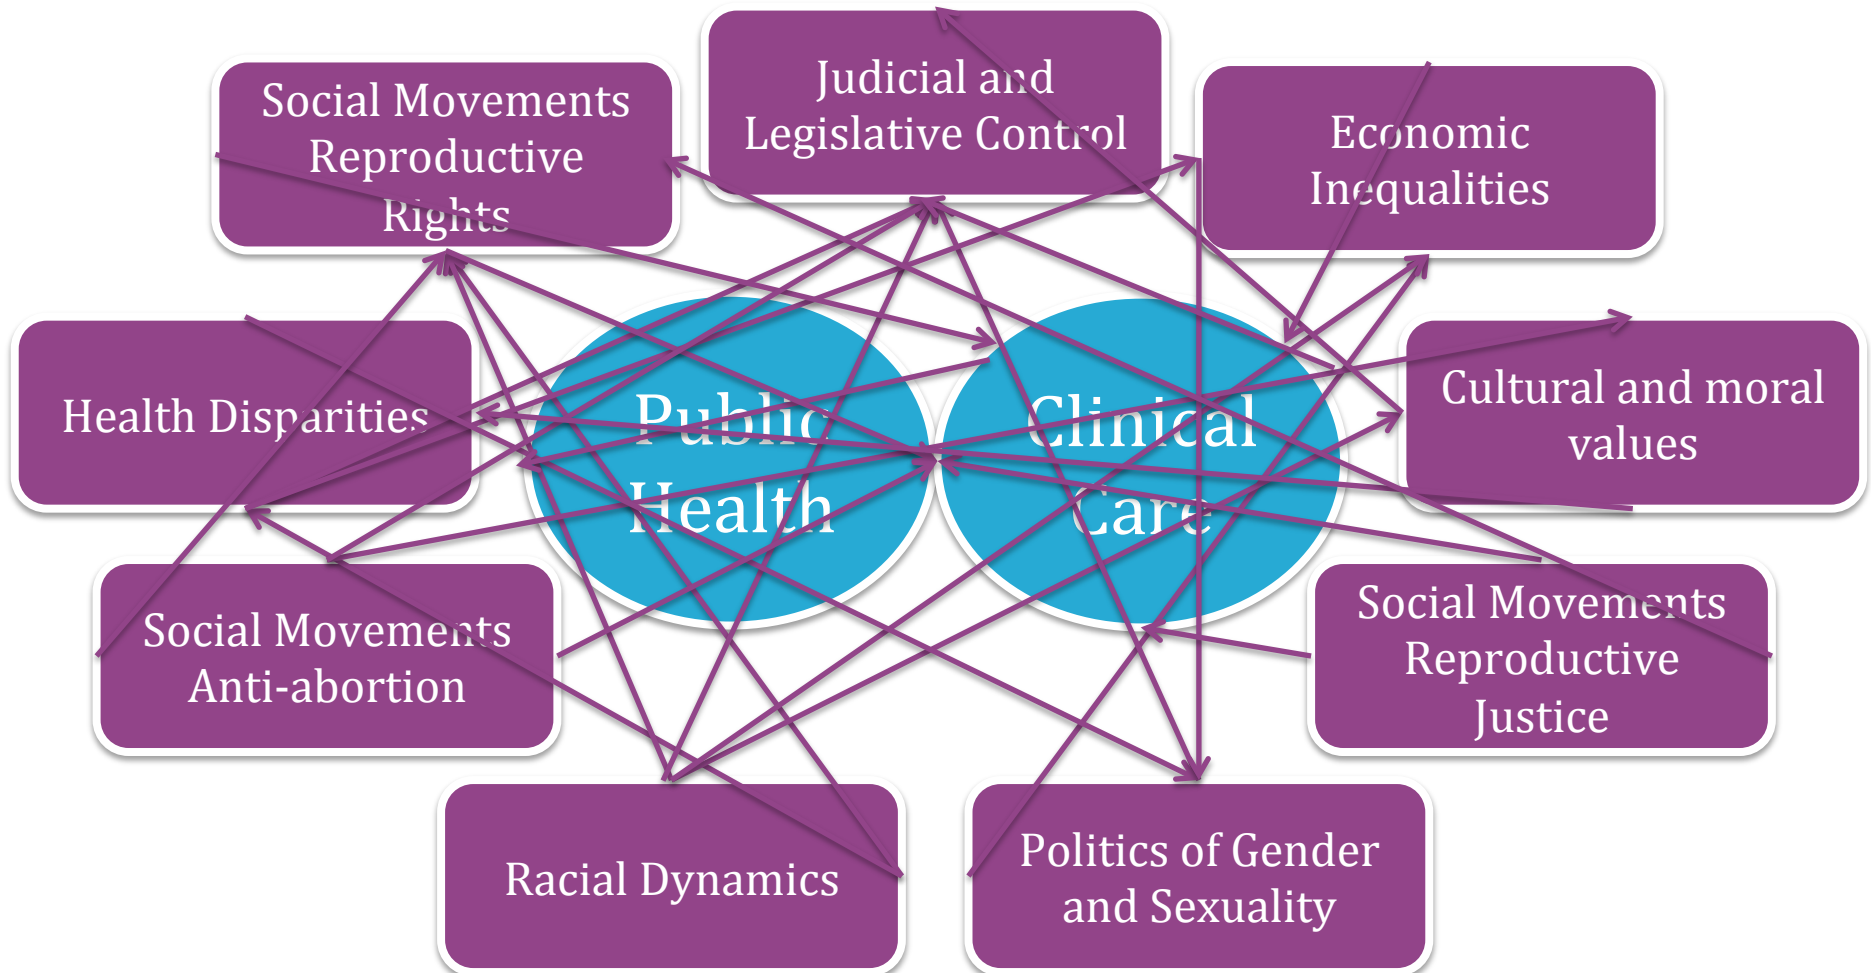 Social Movements
Reproductive
Rights
Judicial and
Legislative Control
Economic
Inequalities
Health Disparities
Public
Health
Clinical
Care
Cultural and moral
values
Social Movements
Anti-abortion
Social Movements
Reproductive
Justice
Racial Dynamics
Politics of Gender
and Sexuality